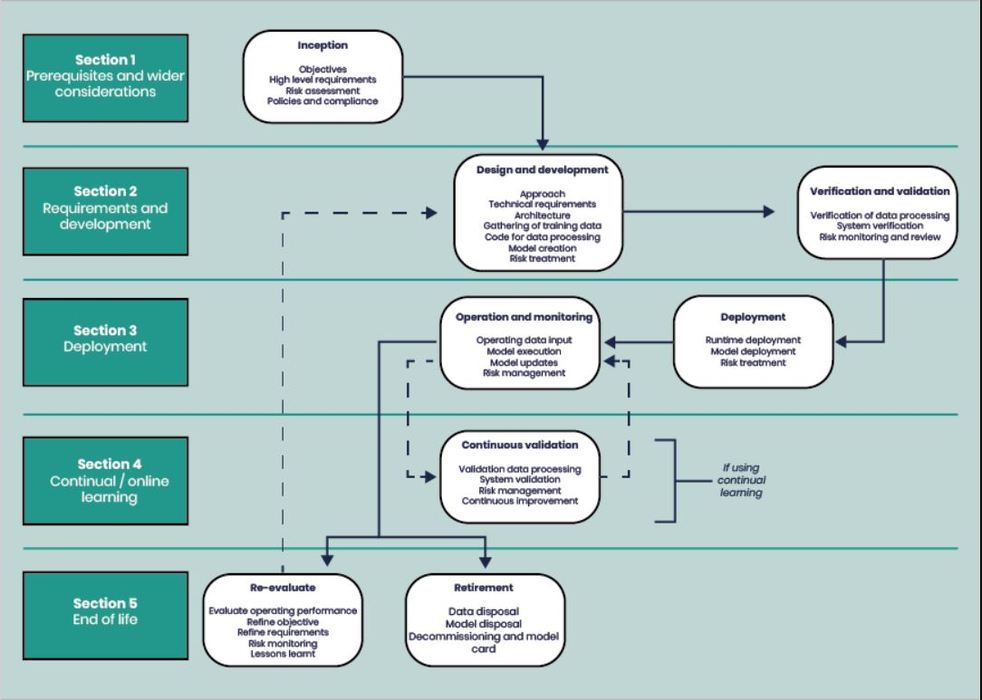 Section 1
Prerequisites and wider
considerations
Inception
Objectives
High level requirements
Risk assessment
Policies and compliance
Section 2
Requirements and
development
Design and development
Approach
Technical requirements
Architecture
Gathering of training data
Code for data processing
Model creation
Risk treatment
Verification and validation
Verification of data processing
System verification
Risk monitoring and review
Section 3
Deployment
Operation and monitoring
Operating data input
Model execution
Model updates
Risk management
Deployment
Runtime deployment
Model deployment
Risk treatment
Section 4
Continual / online
learning
Continuous validation
Validation data processing
System validation
Risk management
Continuous improvement
If using
continual
learning
Section 5
End of life
Re-evaluate
Evaluate operating performance
Refine objective
Refine requirements
Risk monitoring
Lessons learnt
Retirement
Data disposal
Model disposal
Decommissioning and model
card